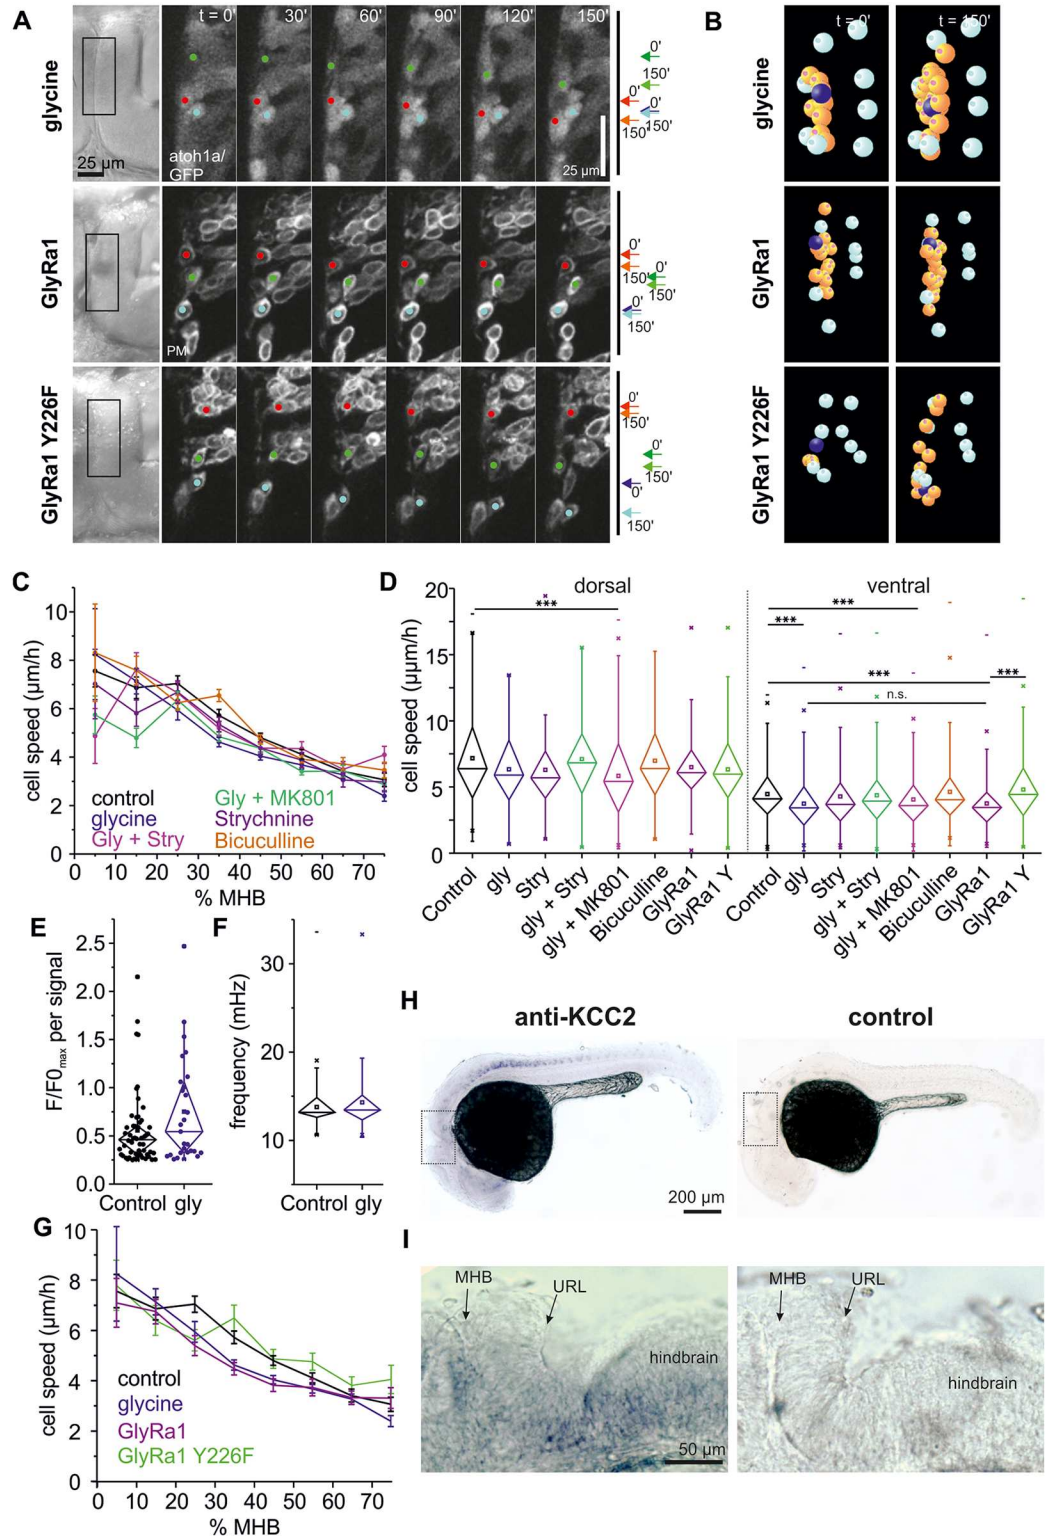 A
B
t = 0'
30'
60'
90'
120'
150'
t = 0'
t = 150'
glycine
25 µm
atoh1a/
GFP
25 µm
0'
150'
0'
0'
150'
150'
glycine
GlyRa1
PM
0'
150'
0'
150'
0'
150'
GlyRa1
GlyRa1 Y226F
0'
150'
0'
150'
0'
150'
GlyRa1 Y226F
C
cell speed (µm/h)
10
8
6
4
2
0
control
glycine
Gly + Stry
Gly + MK801
Strychnine
Bicuculline
0 10 20 30 40 50 60 70
% MHB
D
dorsal
ventral
cell speed (µµm/h)
20
15
10
5
0
***
***
***
***
***
n.s.
Control
gly
Stry
gly + Stry
gly + MK801
Bicuculline
GlyRa1
GlyRa1 Y
Control
gly
Stry
gly + Stry
gly + MK801
Bicuculline
GlyRa1
GlyRa1 Y
E
F/F0max per signal
2.5
2.0
1.5
1.0
0.5
0.0
Control gly
F
frequency (mHz)
30
20
10
Control gly
G
cell speed (µm/h)
10
8
6
4
2
0
control
glycine
GlyRa1
GlyRa1 Y226F
0 10 20 30 40 50 60 70
% MHB
H
anti-KCC2
control
200 µm
I
MHB
URL
hindbrain
50 µm
MHB
URL
hindbrain